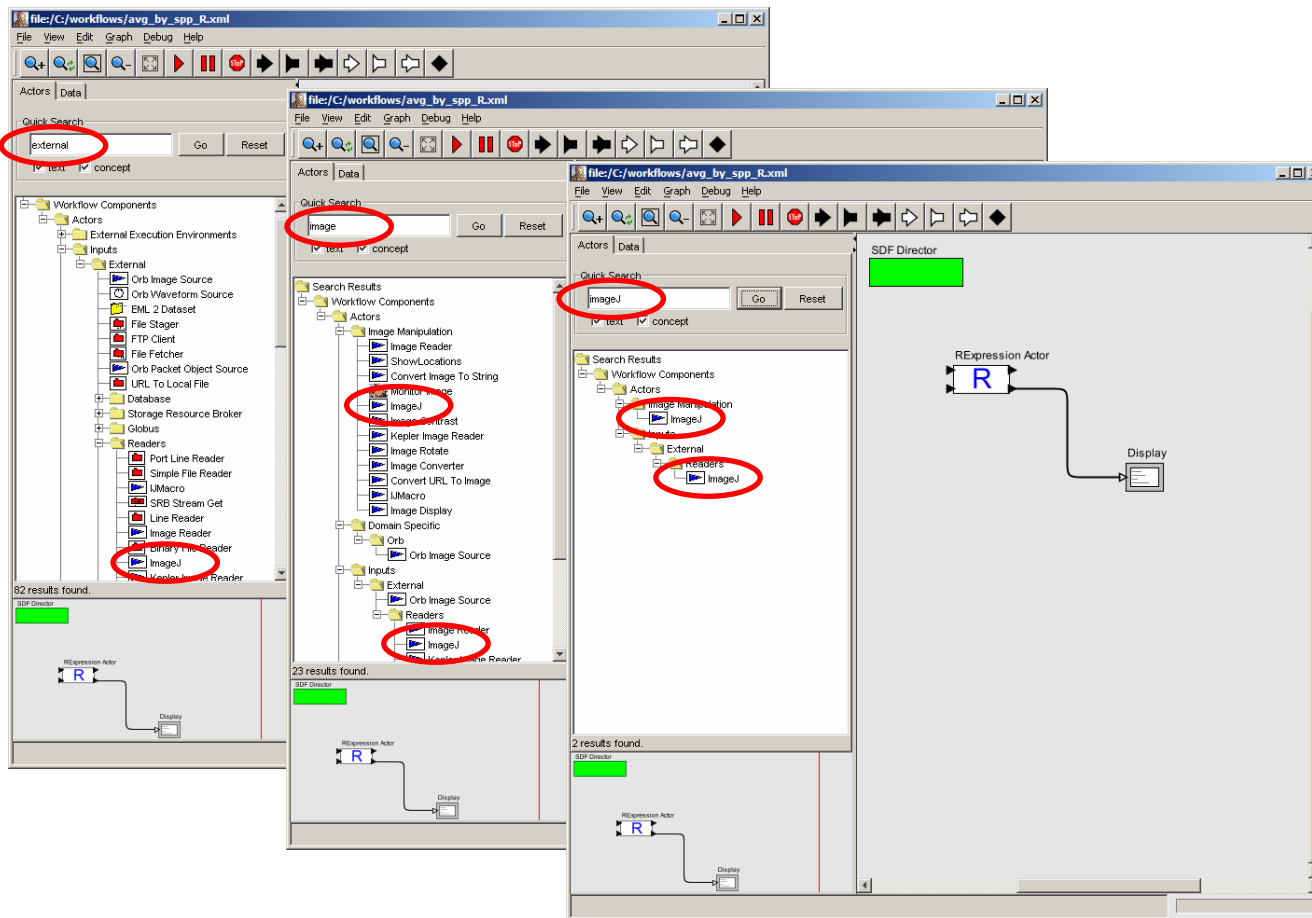 file:/C:/workflows/avg_by_spp_R.xml
File View Edit Graph Debug Help
STOP
Actors Data
Quick Search
external Go Reset
text concept
Workflow Components
Actors
External Execution Environments
Inputs
External
Orb Image Source
Orb Waveform Source
EML 2 Dataset
File Stager
FTP Client
File Fetcher
Orb Packet Object Source
URL To Local File
Database
Storage Resource Broker
Globus
Readers
Port Line Reader
Simple File Reader
IJMacro
SRB Stream Get
Line Reader
Image Reader
Binary File Reader
ImageJ
Kepler Image Reader
82 results found.
SDF Director
RExpression Actor
R
Display
file:/C:/workflows/avg_by_spp_R.xml
File View Edit Graph Debug Help
STOP
Actors Data
Quick Search
image Go Reset
text concept
Search Results
Workflow Components
Actors
Image Manipulation
Image Reader
ShowLocations
Convert Image To String
Monitor Image
ImageJ
Image Contrast
Kepler Image Reader
Image Rotate
Image Converter
Convert URL To Image
IJMacro
Image Display
Domain Specific
Orb
Orb Image Source
Inputs
External
Orb Image Source
Readers
Image Reader
ImageJ
Kepler Image Reader
23 results found.
SDF Director
RExpression Actor
R
Display
file:/C:/workflows/avg_by_spp_R.xml
File View Edit Graph Debug Help
STOP
Actors Data
Quick Search
imageJ Go Reset
text concept
Search Results
Workflow Components
Actors
Image Manipulation
ImageJ
Inputs
External
Readers
ImageJ
2 results found.
SDF Director
RExpression Actor
R
Display
SDF Director
RExpression Actor
R
Display